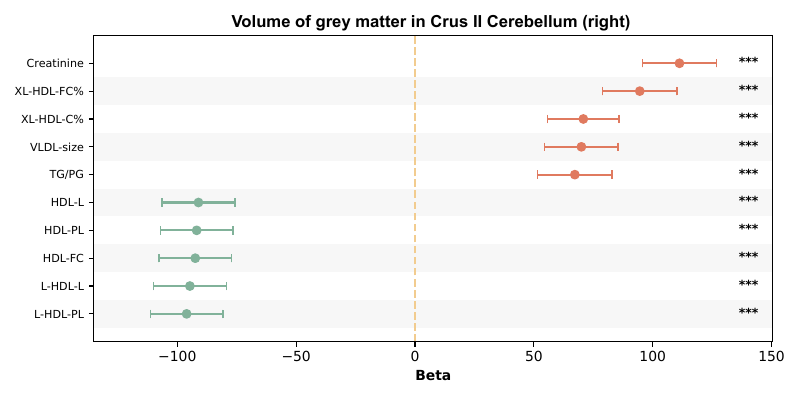 Volume of grey matter in Crus II Cerebellum (right)
Creatinine ***
XL-HDL-FC% ***
XL-HDL-C% ***
VLDL-size ***
TG/PG ***
HDL-L ***
HDL-PL ***
HDL-FC ***
L-HDL-L ***
L-HDL-PL ***
−100 −50 0 50 100 150
Beta